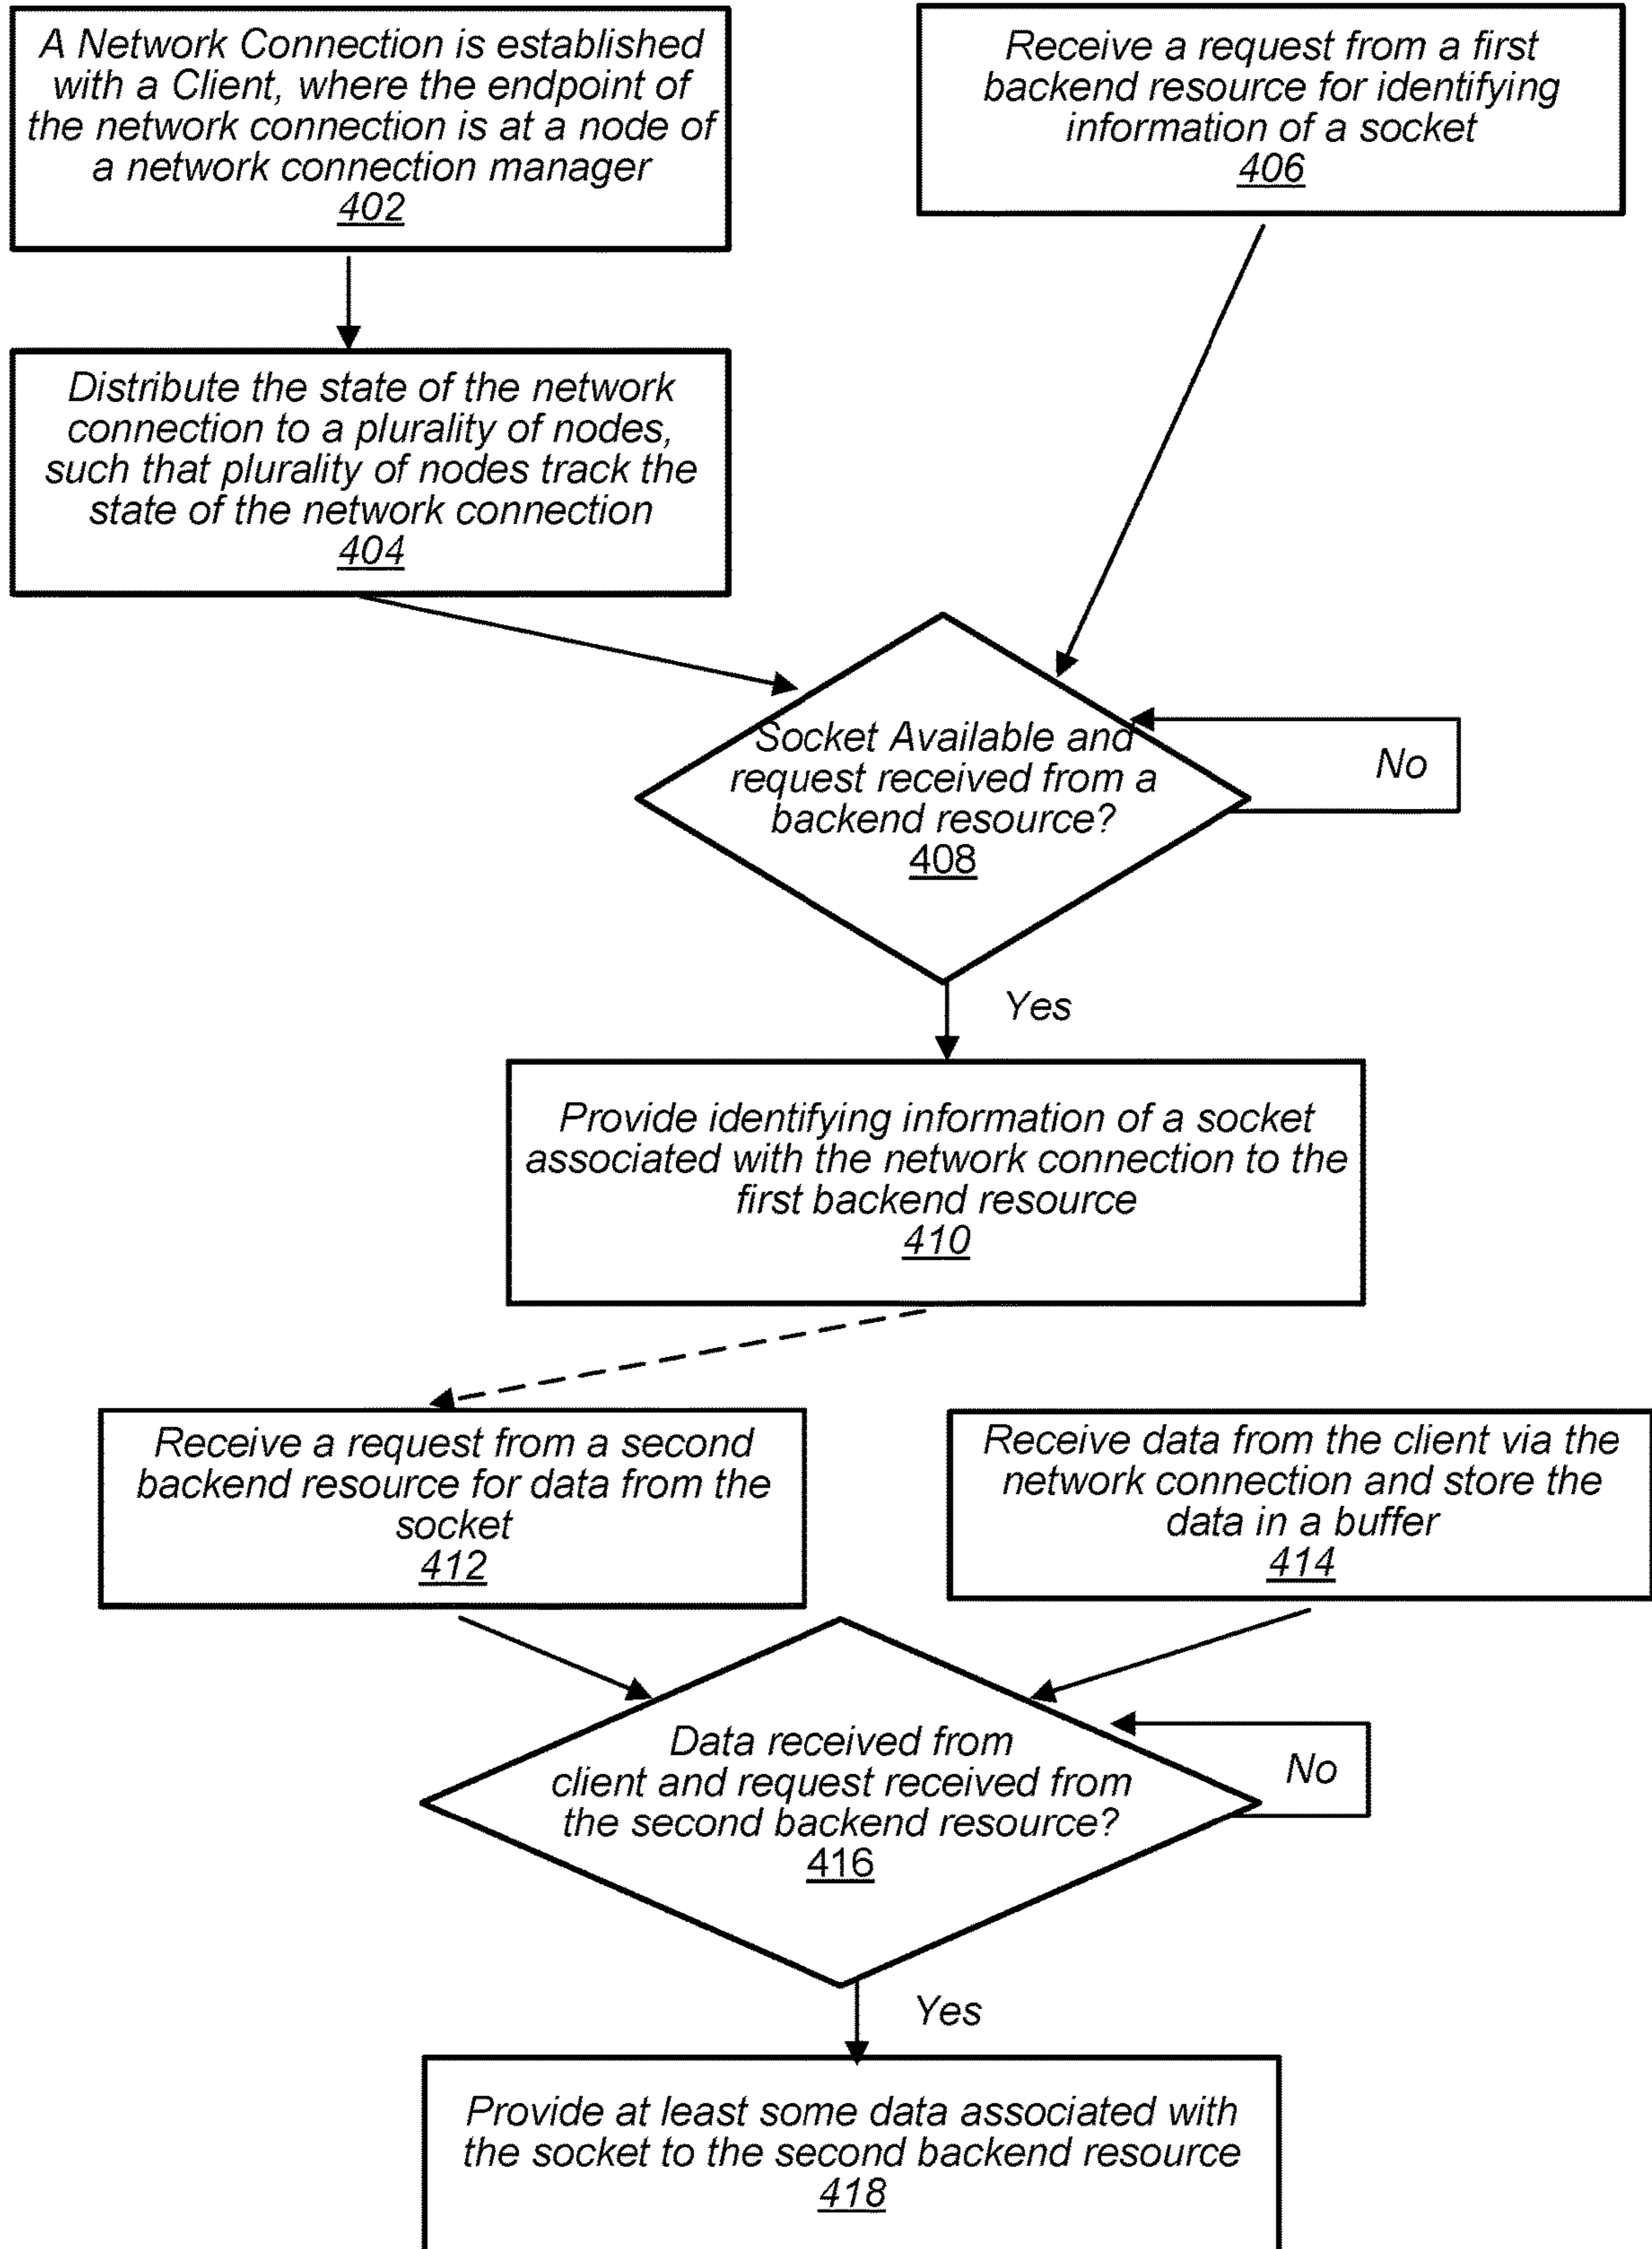 A Network Connection is established
with a Client, where the endpoint of
the network connection is at a node of
a network connection manager
402
Receive a request from a first
backend resource for identifying
information of a socket
406
Distribute the state of the network
connection to a plurality of nodes,
such that plurality of nodes track the
state of the network connection
404
Socket Available and
request received from a
backend resource?
408
No
Yes
Provide identifying information of a socket
associated with the network connection to the
first backend resource
410
Receive a request from a second
backend resource for data from the
socket
412
Receive data from the client via the
network connection and store the
data in a buffer
414
Data received from
client and request received from
the second backend resource?
416
No
Yes
Provide at least some data associated with
the socket to the second backend resource
418